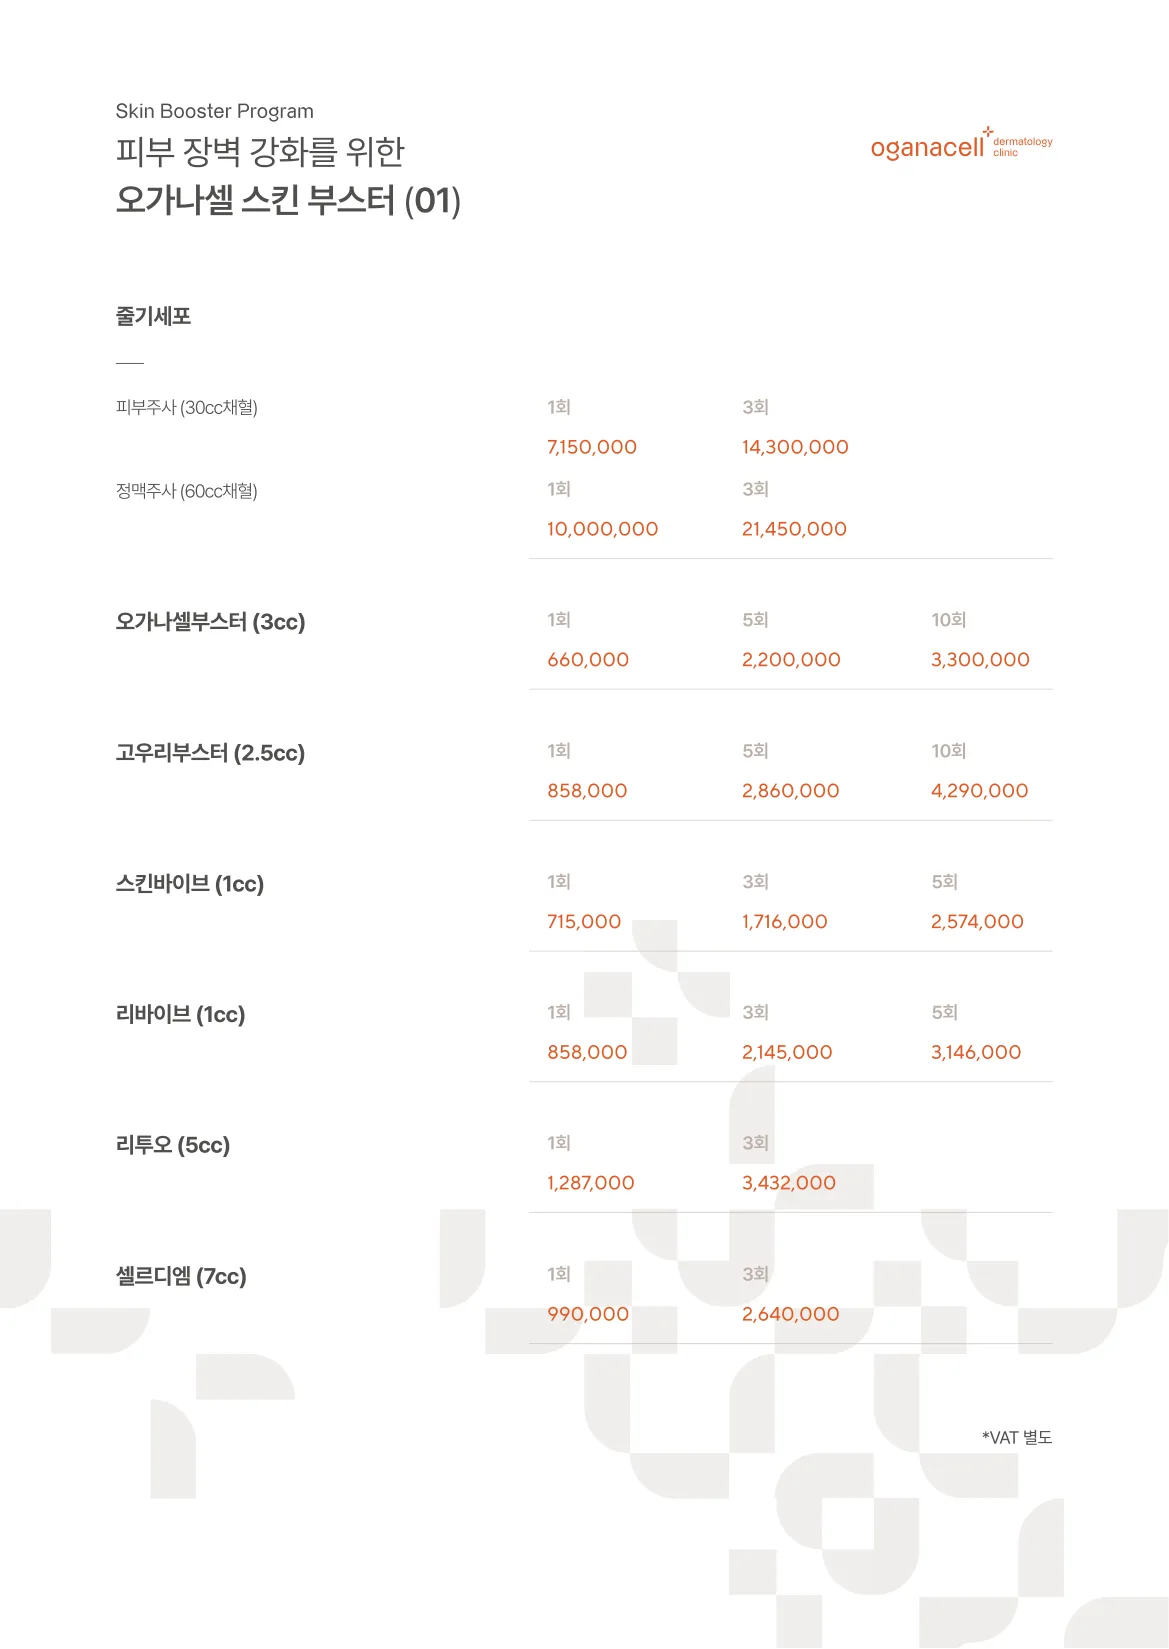 Skin Booster Program
피부 장벽 강화를 위한
오가나셀 스킨 부스터 (01)
oganacell dermatology clinic
줄기세포
피부주사 (30cc채혈) 1회 3회
7,150,000 14,300,000
정맥주사 (60cc채혈) 1회 3회
10,000,000 21,450,000
오가나셀부스터 (3cc) 1회 5회 10회
660,000 2,200,000 3,300,000
고우리부스터 (2.5cc) 1회 5회 10회
858,000 2,860,000 4,290,000
스킨바이브 (1cc) 1회 3회 5회
715,000 1,716,000 2,574,000
리바이브 (1cc) 1회 3회 5회
858,000 2,145,000 3,146,000
리투오 (5cc) 1회 3회
1,287,000 3,432,000
셀르디엠 (7cc) 1회 3회
990,000 2,640,000
*VAT 별도